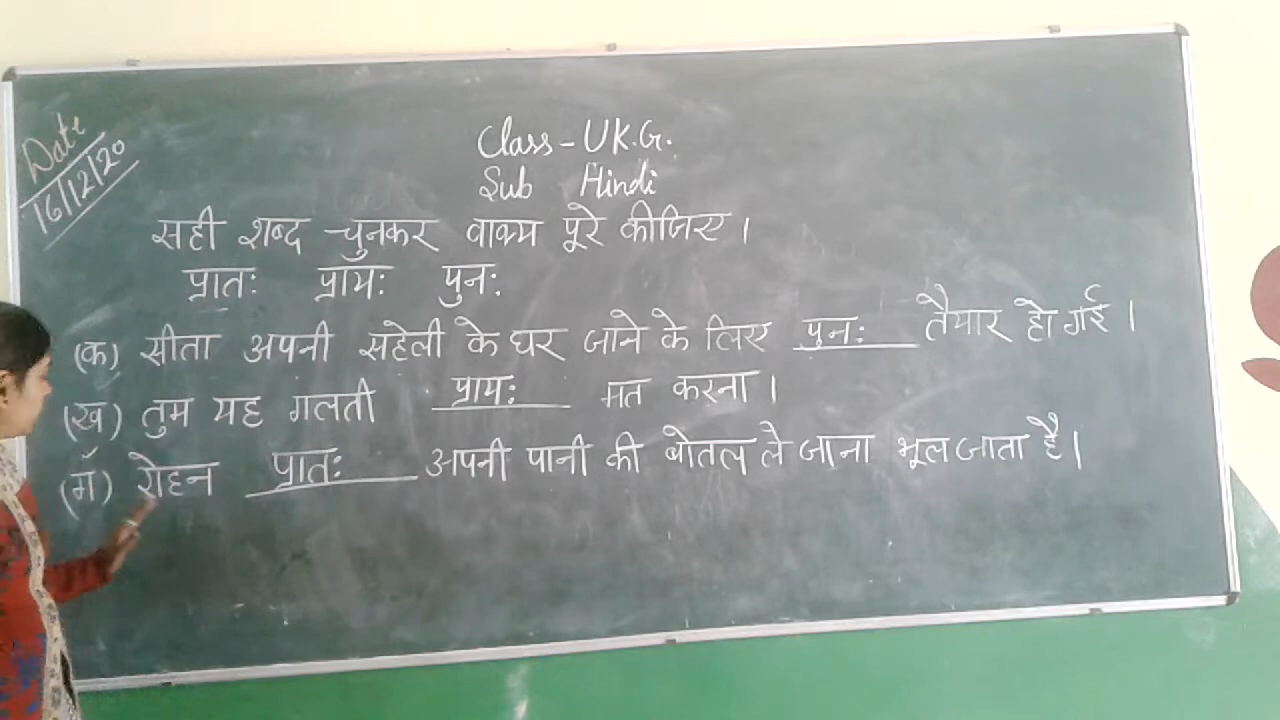 Date
16/12/20
Class - U.K.G.
Sub Hindi
सही शब्द चुनकर वाक्य पूरे कीजिए।
प्रातः प्रायः पुनः
(क) सीता अपनी सहेली के घर जाने के लिए पुनः तैयार हो गई।
(ख) तुम यह गलती प्रायः मत करना।
(ग) रोहन प्रातः अपनी पानी की बोतल ले जाना भूल जाता है।